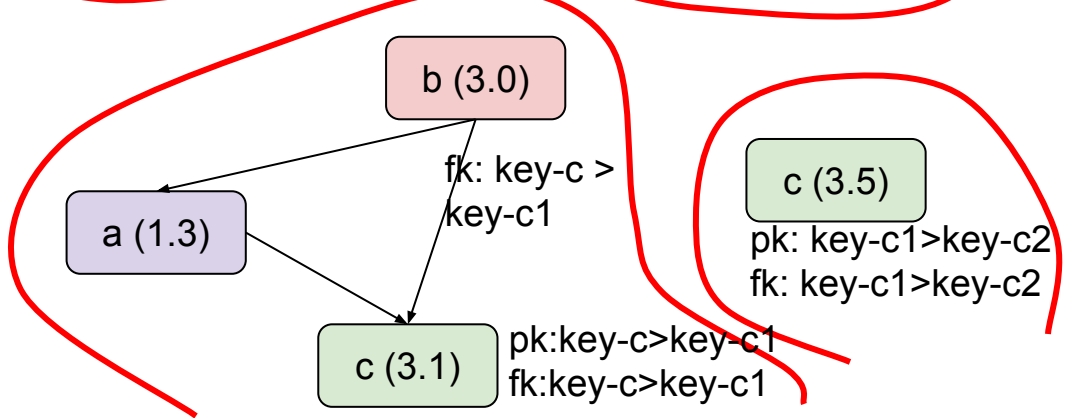 b (3.0)
fk: key-c >
key-c1
c (3.5)
a (1.3)
pk: key-c1>key-c2
fk: key-c1>key-c2
c (3.1)
pk:key-c>key-c1
fk:key-c>key-c1